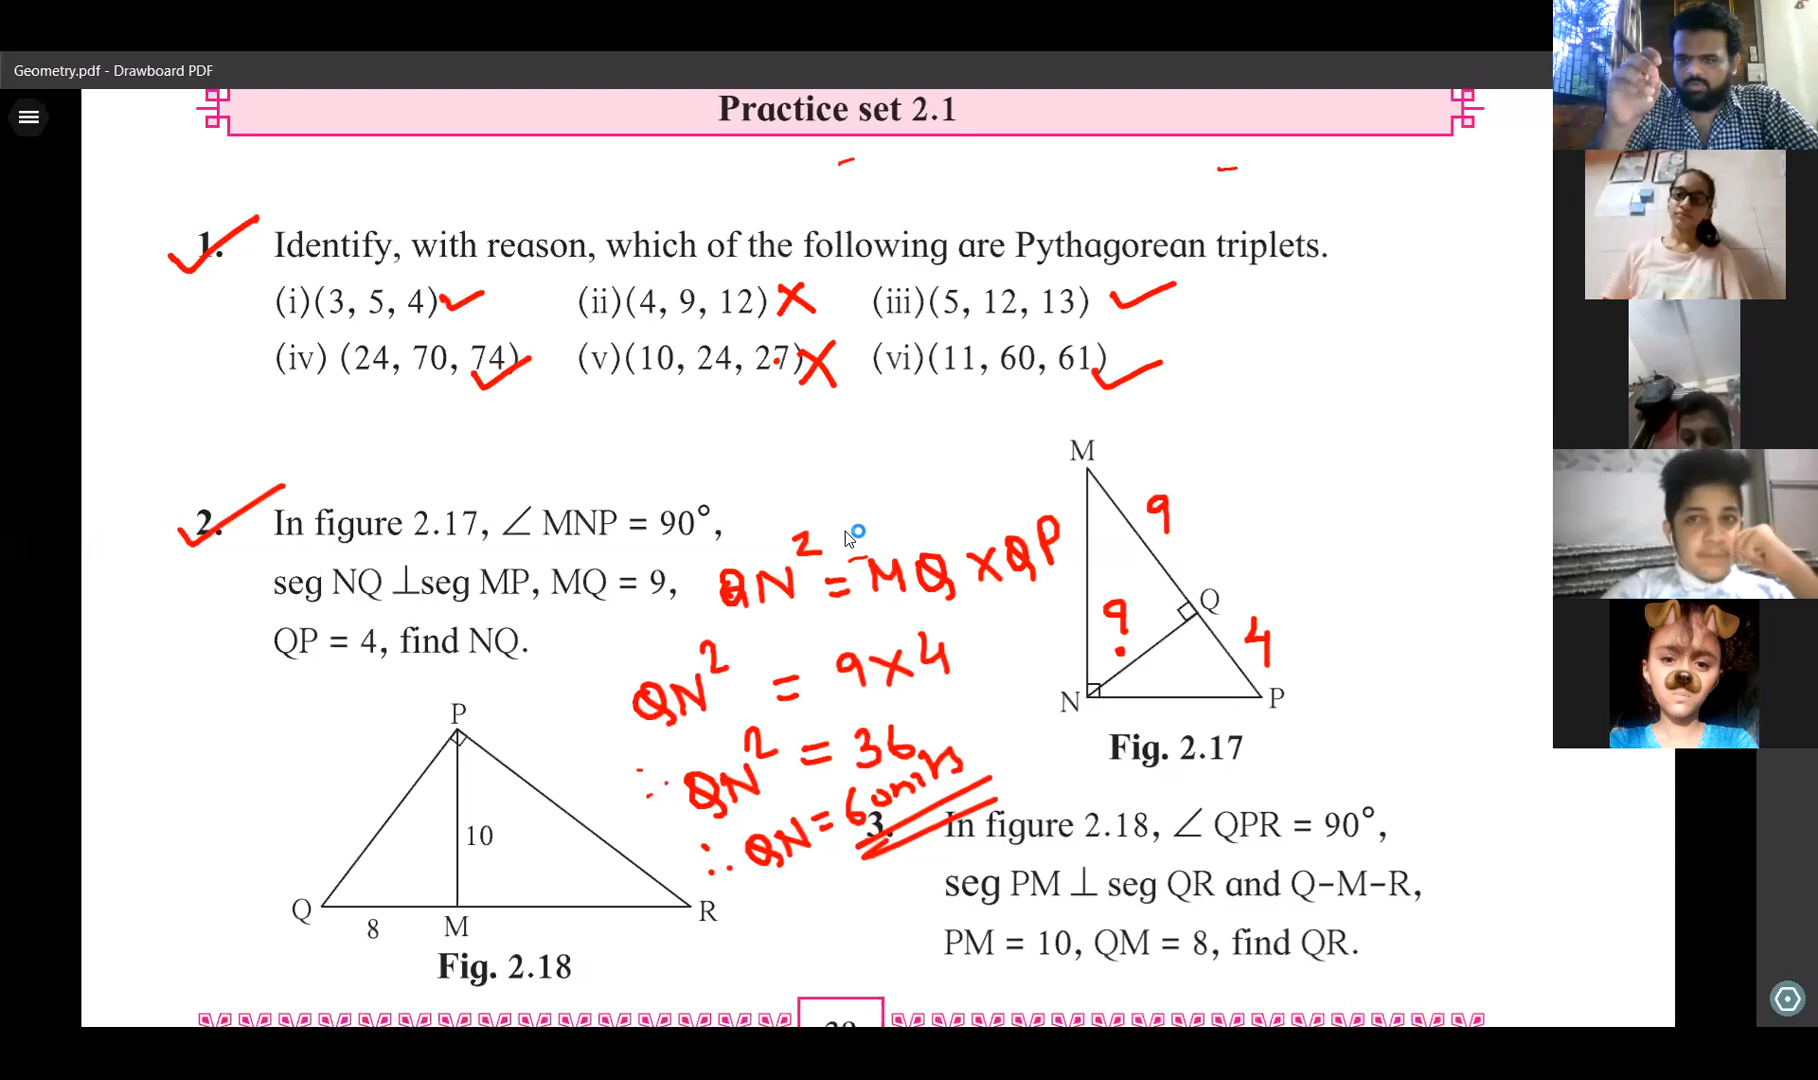 Geometry.pdf - Drawboard PDF
Practice set 2.1
1. Identify, with reason, which of the following are Pythagorean triplets.
(i)(3, 5, 4) (ii)(4, 9, 12) (iii)(5, 12, 13)
(iv) (24, 70, 74) (v)(10, 24, 27) (vi)(11, 60, 61)
2. In figure 2.17, ∠ MNP = 90°,
seg NQ ⊥seg MP, MQ = 9,
QP = 4, find NQ.
QN² = MQ × QP
QN² = 9 × 4
∴ QN² = 36
∴ QN = 6 units
M
9
Q
?
4
N
P
Fig. 2.17
P
10
Q
8
M
R
Fig. 2.18
3. In figure 2.18, ∠ QPR = 90°,
seg PM ⊥ seg QR and Q-M-R,
PM = 10, QM = 8, find QR.